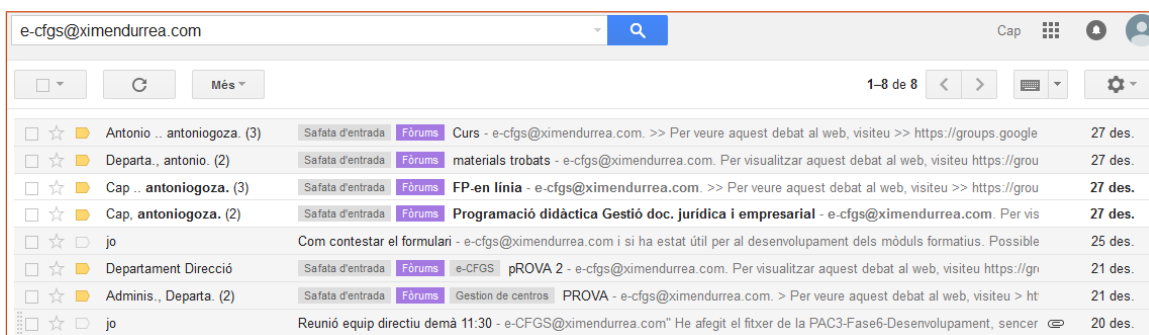 e-cfgs@ximendurrea.com Cap
Més 1–8 de 8
Antonio .. antoniogoza. (3) Safata d'entrada Fòrums Curs - e-cfgs@ximendurrea.com. >> Per veure aquest debat al web, visiteu >> https://groups.google 27 des.
Departa., antonio. (2) Safata d'entrada Fòrums materials trobats - e-cfgs@ximendurrea.com. Per visualitzar aquest debat al web, visiteu https://grou 27 des.
Cap .. antoniogoza. (3) Safata d'entrada Fòrums FP-en línia - e-cfgs@ximendurrea.com. >> Per veure aquest debat al web, visiteu >> https://grou 27 des.
Cap, antoniogoza. (2) Safata d'entrada Fòrums Programació didàctica Gestió doc. jurídica i empresarial - e-cfgs@ximendurrea.com. Per vis 27 des.
jo Com contestar el formulari - e-cfgs@ximendurrea.com i si ha estat útil per al desenvolupament dels mòduls formatius. Possible 25 des.
Departament Direcció Safata d'entrada Fòrums e-CFGS pROVA 2 - e-cfgs@ximendurrea.com. Per visualitzar aquest debat al web, visiteu https://gr 21 des.
Adminis., Departa. (2) Safata d'entrada Fòrums Gestion de centros PROVA - e-cfgs@ximendurrea.com. > Per veure aquest debat al web, visiteu > ht 21 des.
jo Reunió equip directiu demà 11:30 - e-CFGS@ximendurrea.com" He afegit el fitxer de la PAC3-Fase6-Desenvolupament, sencer 20 des.